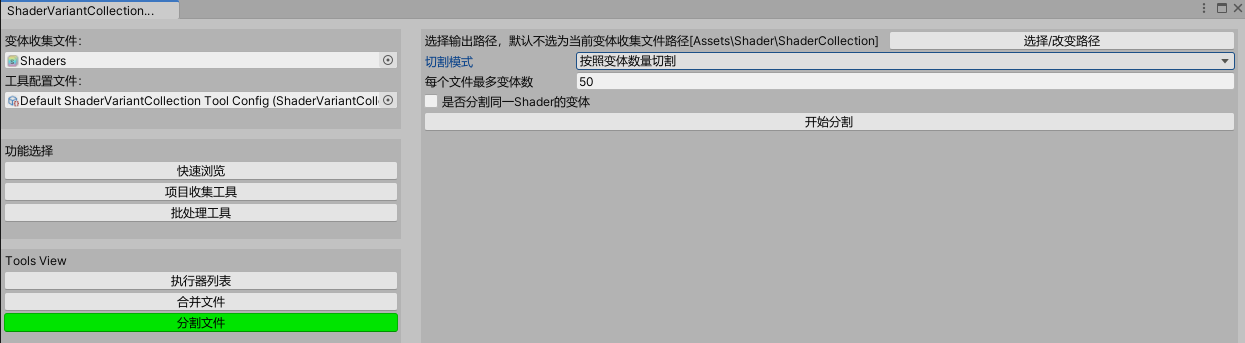 ShaderVariantCollection...
变体收集文件:
Shaders
工具配置文件:
Default ShaderVariantCollection Tool Config (ShaderVariantColl
功能选择
快速浏览
项目收集工具
批处理工具
Tools View
执行器列表
合并文件
分割文件
选择输出路径，默认不选为当前变体收集文件路径[Assets\Shader\ShaderCollection]
选择/改变路径
切割模式
按照变体数量切割
每个文件最多变体数
50
是否分割同一Shader的变体
开始分割